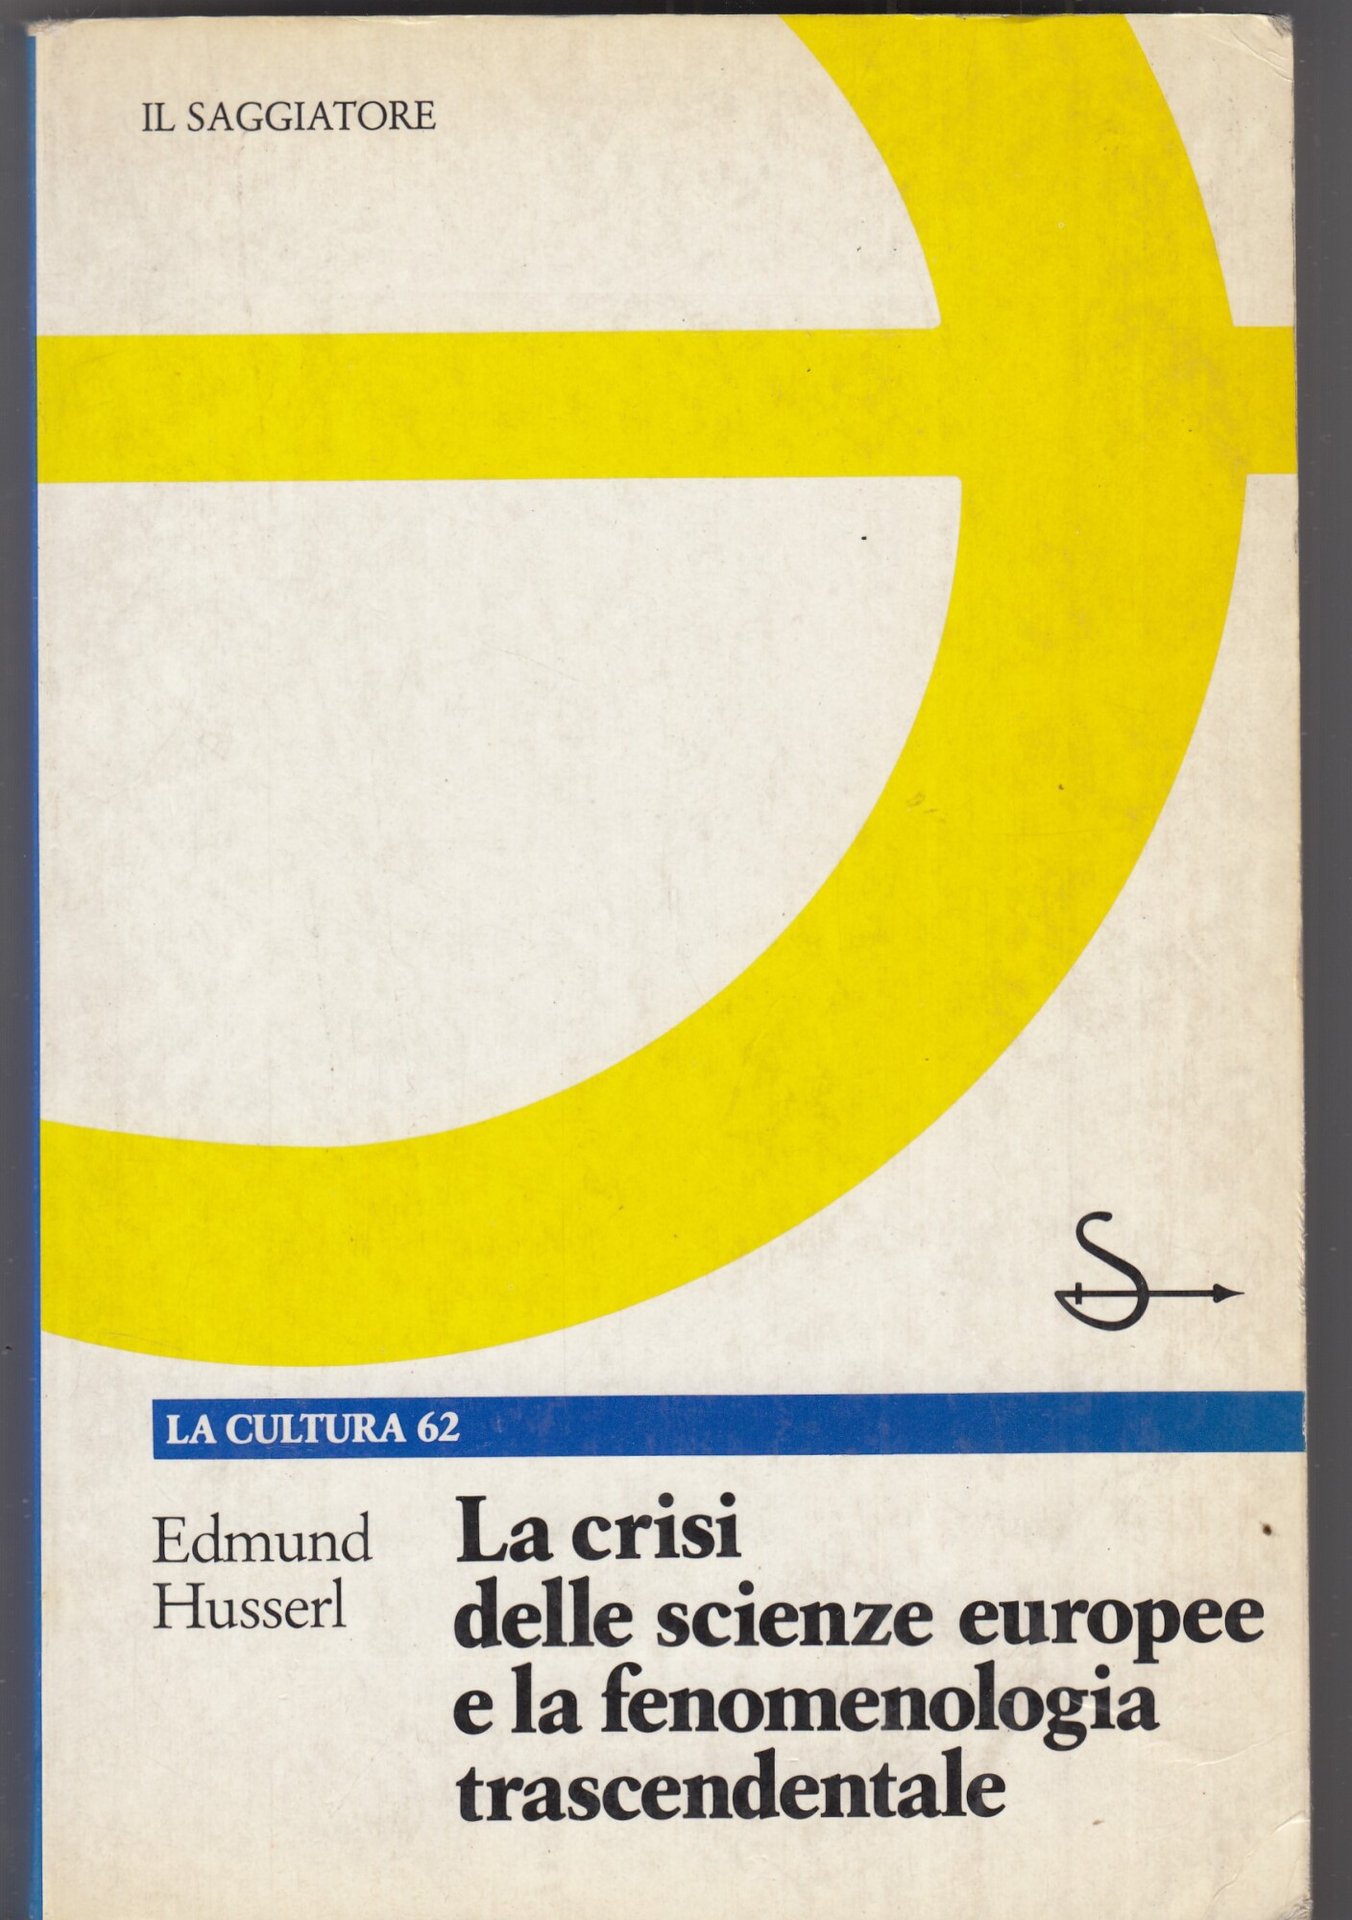 IL SAGGIATORE
LA CULTURA 62
Edmund
Husserl
La crisi
delle scienze europee
e la fenomenologia
trascendentale